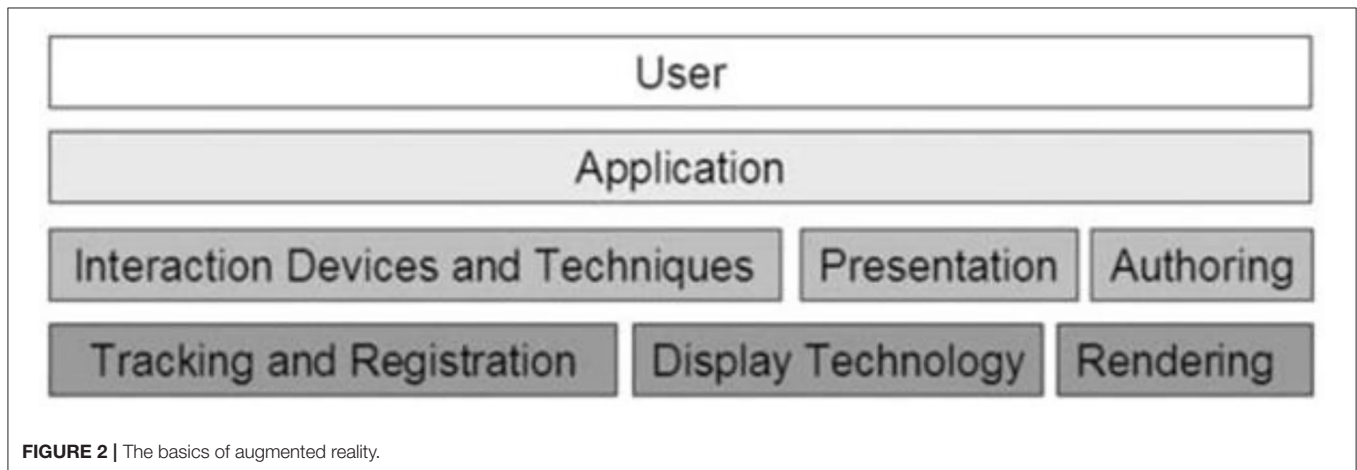 User
Application
Interaction Devices and Techniques Presentation Authoring
Tracking and Registration Display Technology Rendering
FIGURE 2 | The basics of augmented reality.